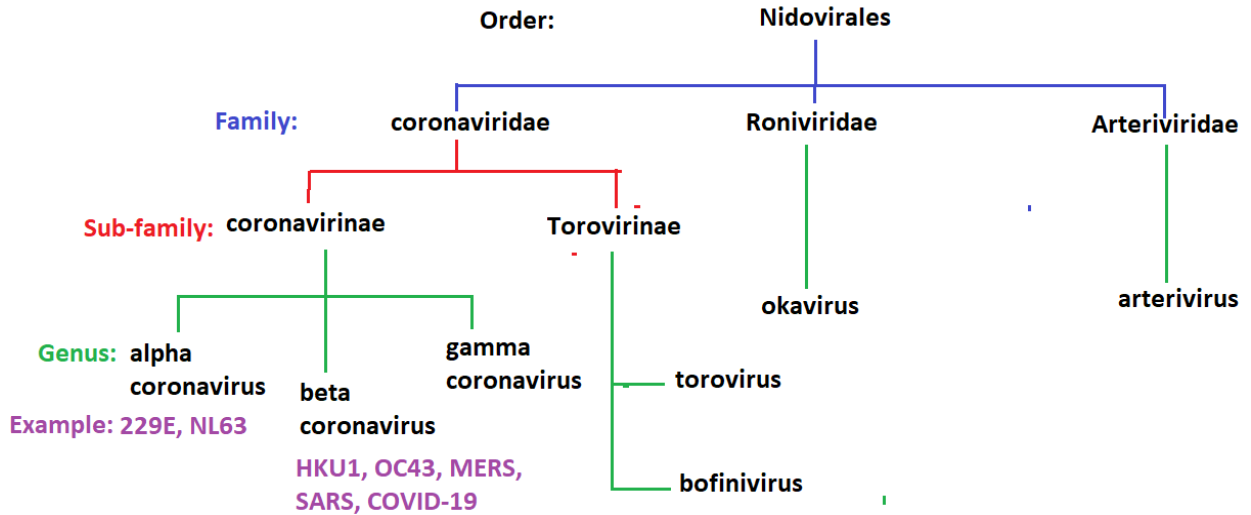 Order: Nidovirales
Family: coronaviridae Roniviridae Arteriviridae
Sub-family: coronavirinae Torovirinae
okavirus arterivirus
Genus: alpha coronavirus
gamma coronavirus
beta coronavirus
torovirus
Example: 229E, NL63
HKU1, OC43, MERS,
SARS, COVID-19
bofinivirus